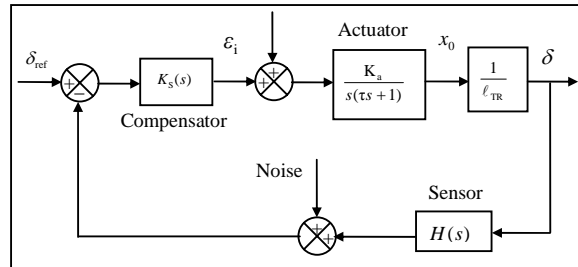 Actuator
δref
εi
x0
δ
Ks(s)
Ka
s(τs+1)
1
ℓTR
Compensator
Noise
Sensor
H(s)